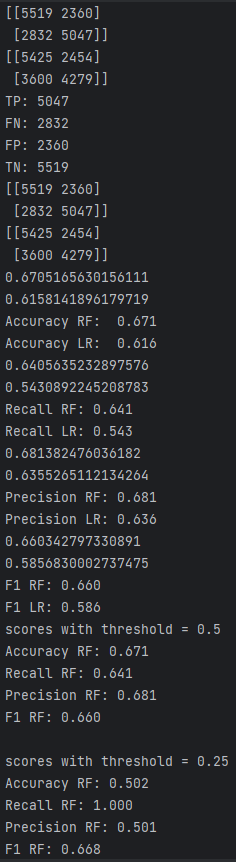 [[5519 2360]
 [2832 5047]]
[[5425 2454]
 [3600 4279]]
TP: 5047
FN: 2832
FP: 2360
TN: 5519
[[5519 2360]
 [2832 5047]]
[[5425 2454]
 [3600 4279]]
0.6705165630156111
0.6158141896179719
Accuracy RF:  0.671
Accuracy LR:  0.616
0.6405635232897576
0.5430892245208783
Recall RF: 0.641
Recall LR: 0.543
0.681382476036182
0.6355265112134264
Precision RF: 0.681
Precision LR: 0.636
0.660342797330891
0.5856830002737475
F1 RF: 0.660
F1 LR: 0.586
scores with threshold = 0.5
Accuracy RF: 0.671
Recall RF: 0.641
Precision RF: 0.681
F1 RF: 0.660

scores with threshold = 0.25
Accuracy RF: 0.502
Recall RF: 1.000
Precision RF: 0.501
F1 RF: 0.668